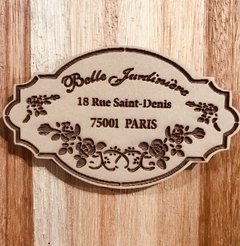 Belle Jardinière
18 Rue Saint-Denis
75001 PARIS